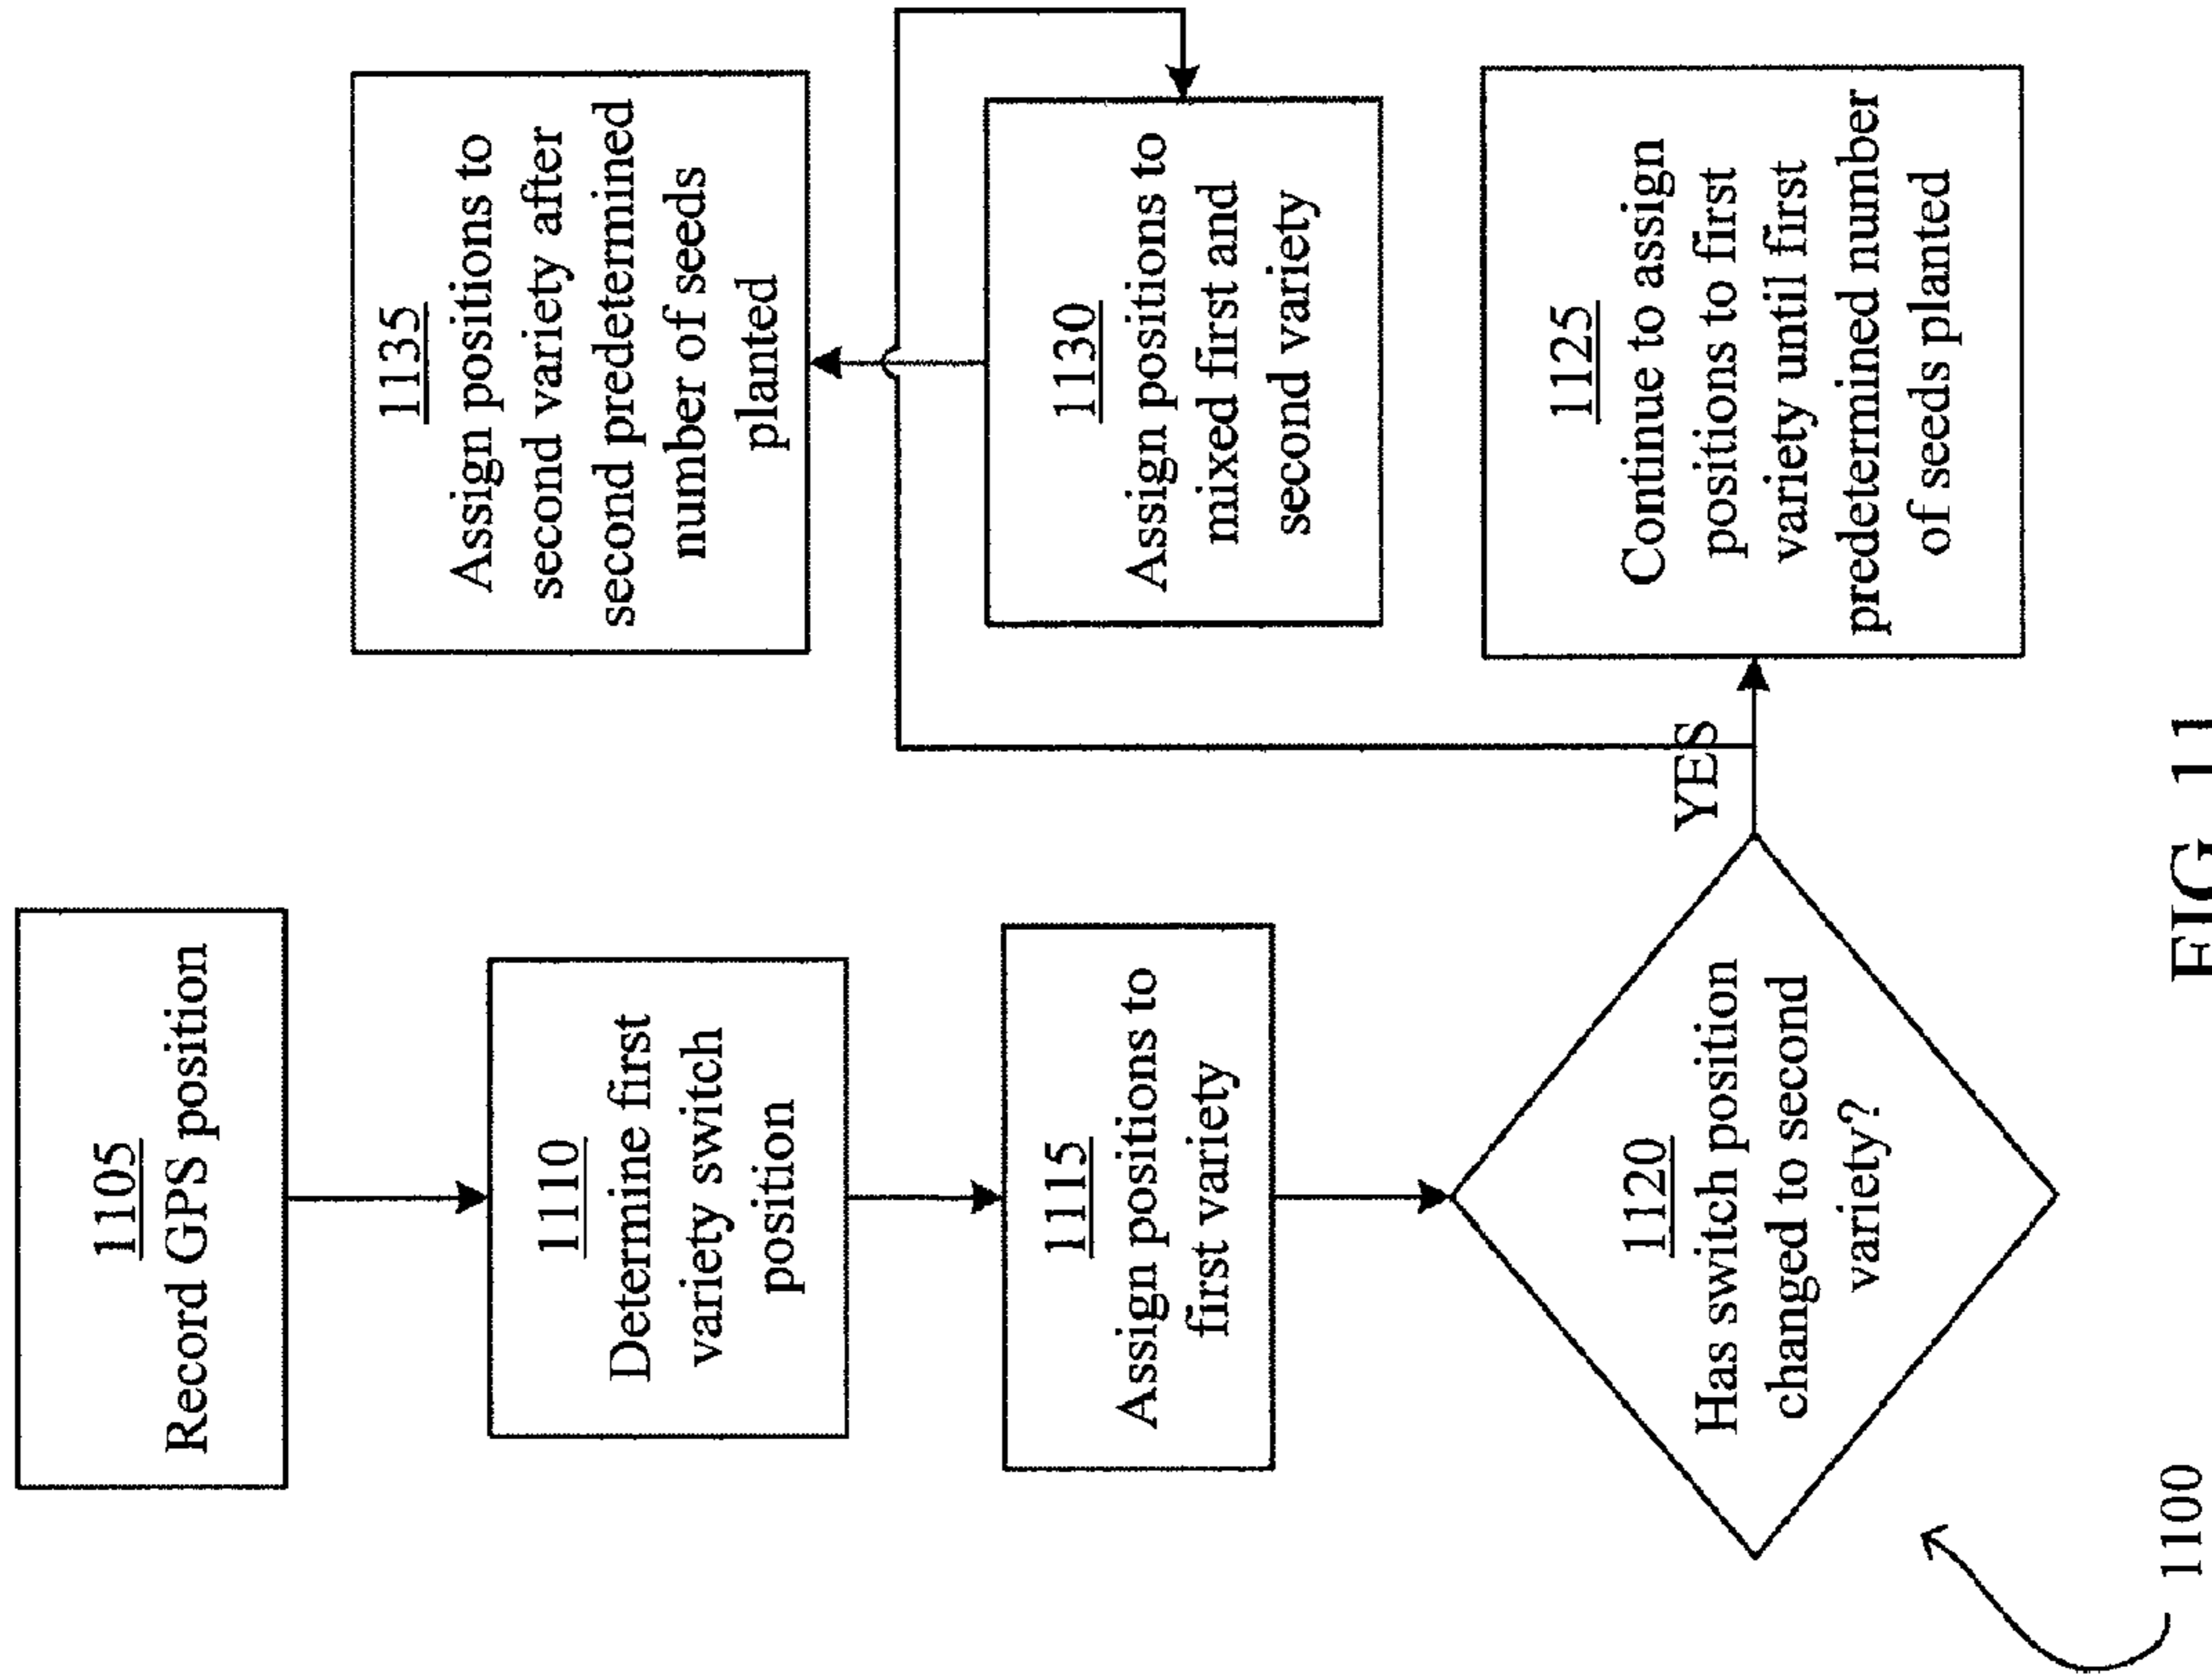 1105
Record GPS position
1110
Determine first
variety switch
position
1115
Assign positions to
first variety
1120
Has switch position
changed to second
variety?
YES
1125
Continue to assign
positions to first
variety until first
predetermined number
of seeds planted
1130
Assign positions to
mixed first and
second variety
1135
Assign positions to
second variety after
second predetermined
number of seeds
planted
1100
FIG. 11